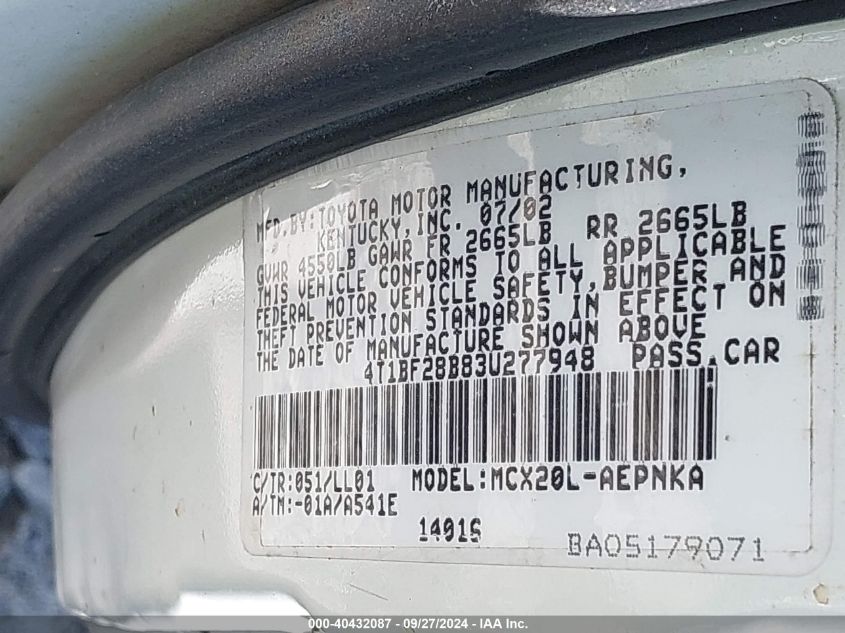 MFD.BY:TOYOTA MOTOR MANUFACTURING,
KENTUCKY,INC. 07/02
GVWR 4550LB GAWR FR 2665LB RR 2665LB
THIS VEHICLE CONFORMS TO ALL APPLICABLE
FEDERAL MOTOR VEHICLE SAFETY,BUMPER AND
THEFT PREVENTION STANDARDS IN EFFECT ON
THE DATE OF MANUFACTURE SHOWN ABOVE
4T1BF28B83U277948 PASS.CAR
C/TR:051/LL01 MODEL:MCX20L-AEPNKA
A/TM:-01A/A541E
14016
BA05179071
000-40432087 - 09/27/2024 - IAA Inc.